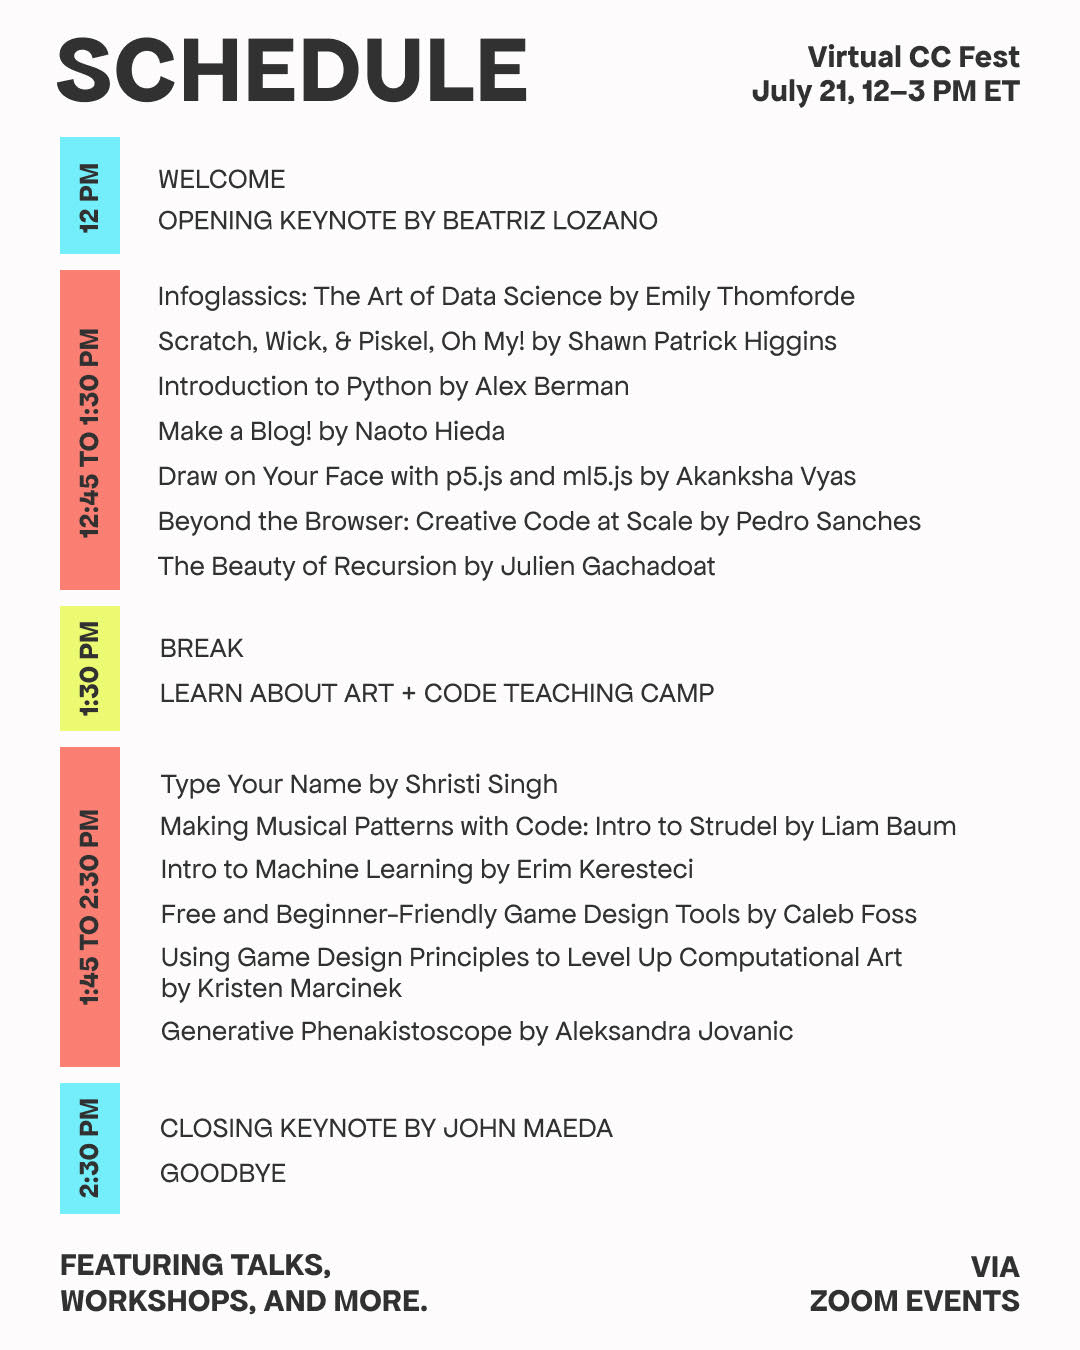 SCHEDULE
Virtual CC Fest
July 21, 12–3 PM ET
12 PM
WELCOME
OPENING KEYNOTE BY BEATRIZ LOZANO
12:45 TO 1:30 PM
Infoglassics: The Art of Data Science by Emily Thomforde
Scratch, Wick, & Piskel, Oh My! by Shawn Patrick Higgins
Introduction to Python by Alex Berman
Make a Blog! by Naoto Hieda
Draw on Your Face with p5.js and ml5.js by Akanksha Vyas
Beyond the Browser: Creative Code at Scale by Pedro Sanches
The Beauty of Recursion by Julien Gachadoat
1:30 PM
BREAK
LEARN ABOUT ART + CODE TEACHING CAMP
1:45 TO 2:30 PM
Type Your Name by Shristi Singh
Making Musical Patterns with Code: Intro to Strudel by Liam Baum
Intro to Machine Learning by Erim Keresteci
Free and Beginner-Friendly Game Design Tools by Caleb Foss
Using Game Design Principles to Level Up Computational Art
by Kristen Marcinek
Generative Phenakistoscope by Aleksandra Jovanic
2:30 PM
CLOSING KEYNOTE BY JOHN MAEDA
GOODBYE
FEATURING TALKS,
WORKSHOPS, AND MORE.
VIA
ZOOM EVENTS